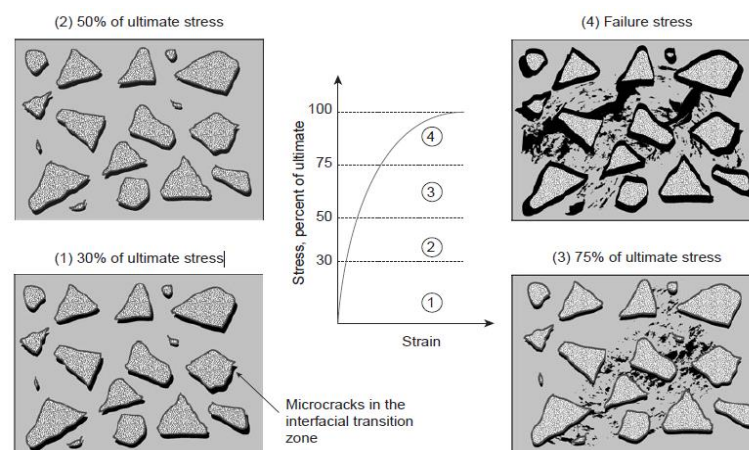 (2) 50% of ultimate stress
(4) Failure stress
Stress, percent of ultimate
100
75
50
30
4
3
2
1
Strain
(1) 30% of ultimate stress
(3) 75% of ultimate stress
Microcracks in the
interfacial transition
zone